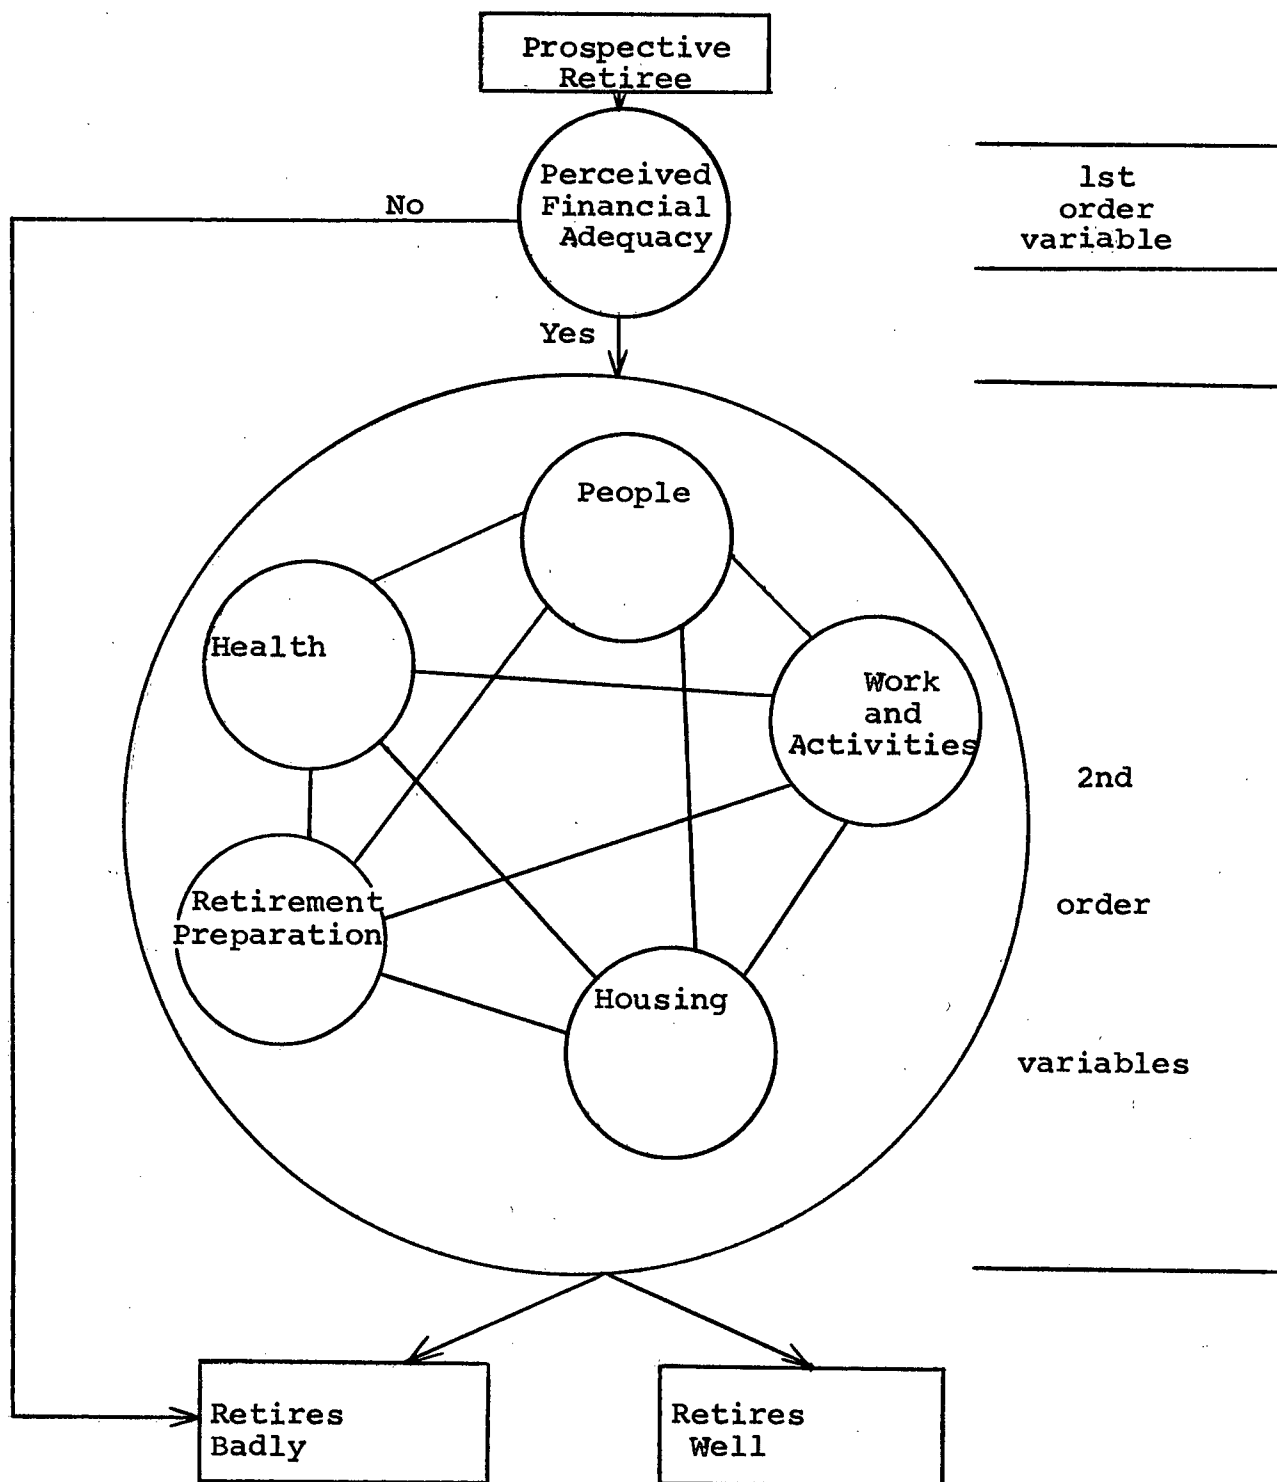 Prospective
Retiree
Perceived
Financial
Adequacy
No
1st
order
variable
Yes
People
Health
Work
and
Activities
2nd
Retirement
Preparation
order
Housing
variables
Retires
Badly
Retires
Well